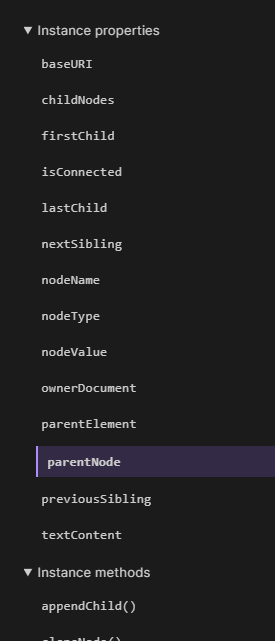 Instance properties
baseURI
childNodes
firstChild
isConnected
lastChild
nextSibling
nodeName
nodeType
nodeValue
ownerDocument
parentElement
parentNode
previousSibling
textContent
Instance methods
appendChild()